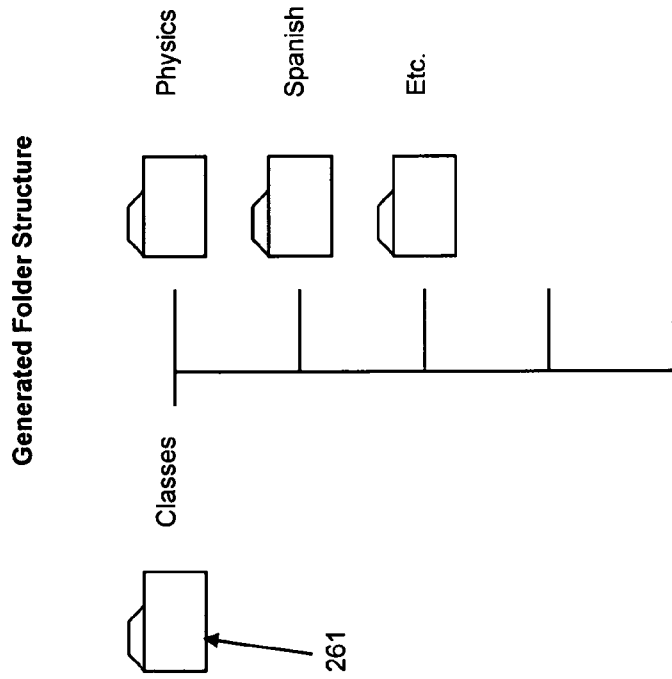 Generated Folder Structure
Classes
Physics
Spanish
Etc.
261